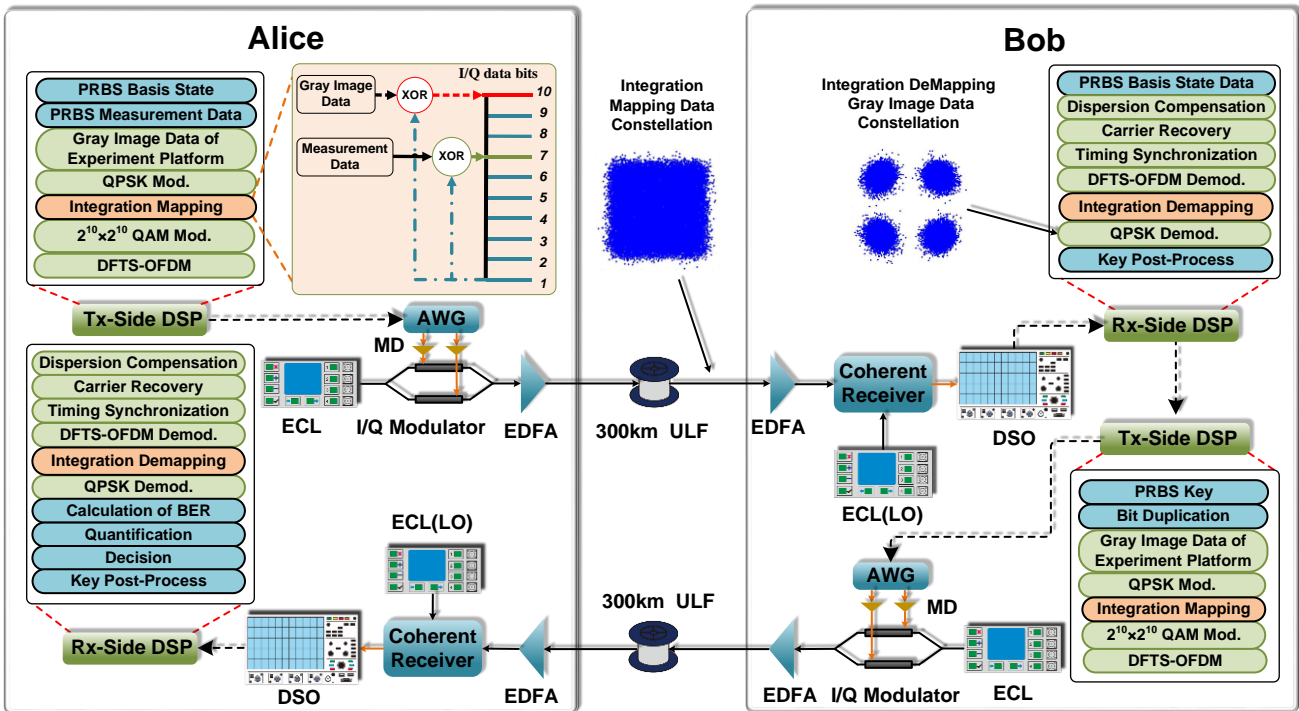 Alice
PRBS Basis State
PRBS Measurement Data
Gray Image Data of
Experiment Platform
QPSK Mod.
Integration Mapping
2¹⁰×2¹⁰ QAM Mod.
DFTS-OFDM
I/Q data bits
Gray Image
Data
XOR
Measurement
Data
XOR
10
9
8
7
6
5
4
3
2
1
Tx-Side DSP
AWG
MD
ECL
I/Q Modulator
EDFA
Dispersion Compensation
Carrier Recovery
Timing Synchronization
DFTS-OFDM Demod.
Integration Demapping
QPSK Demod.
Calculation of BER
Quantification
Decision
Key Post-Process
Rx-Side DSP
ECL(LO)
DSO
Coherent
Receiver
EDFA
Integration
Mapping Data
Constellation
300km ULF
300km ULF
Bob
Integration DeMapping
Gray Image Data
Constellation
PRBS Basis State Data
Dispersion Compensation
Carrier Recovery
Timing Synchronization
DFTS-OFDM Demod.
Integration Demapping
QPSK Demod.
Key Post-Process
EDFA
Coherent
Receiver
ECL(LO)
DSO
Rx-Side DSP
Tx-Side DSP
PRBS Key
Bit Duplication
Gray Image Data of
Experiment Platform
QPSK Mod.
Integration Mapping
2¹⁰×2¹⁰ QAM Mod.
DFTS-OFDM
AWG
MD
EDFA
I/Q Modulator
ECL